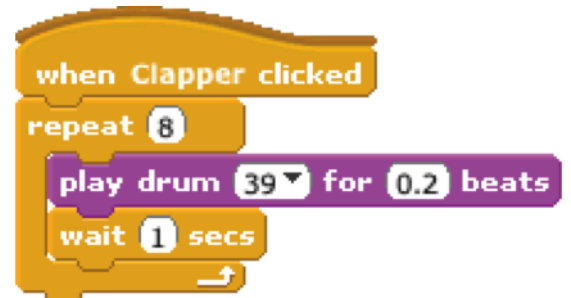 when Clapper clicked
repeat 8
play drum 39 for 0.2 beats
wait 1 secs